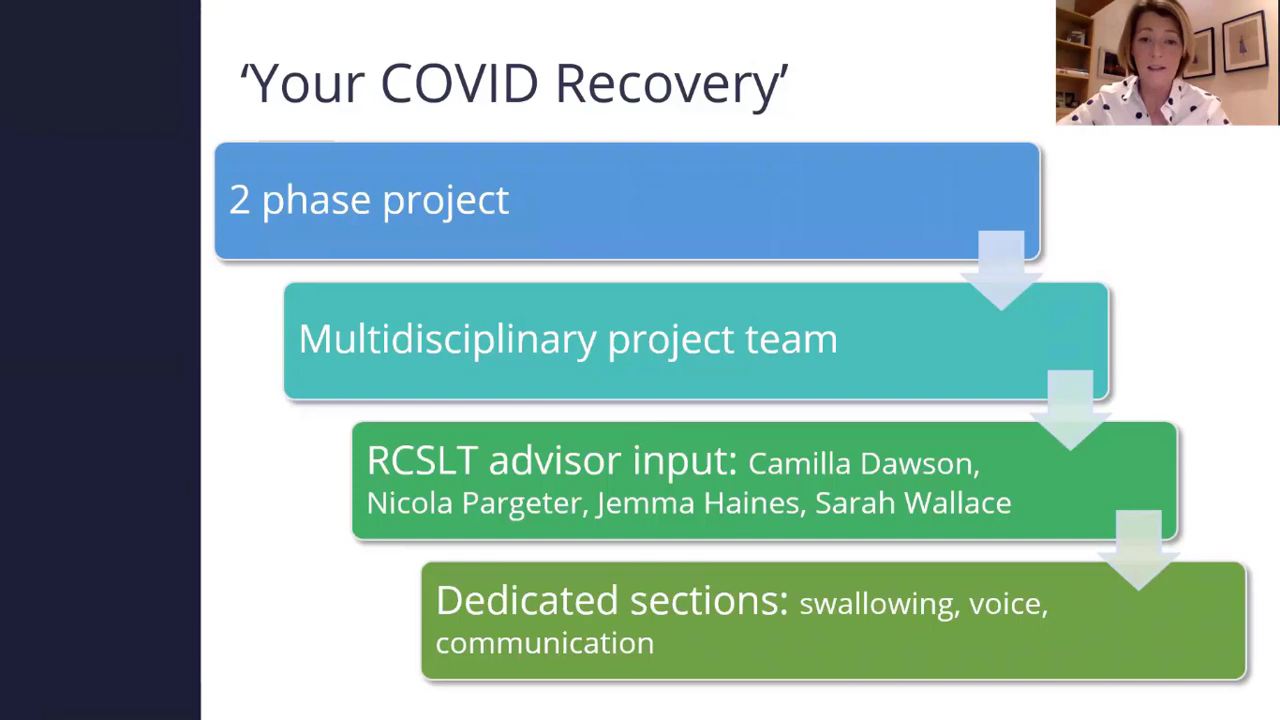 ‘Your COVID Recovery’
2 phase project
Multidisciplinary project team
RCSLT advisor input: Camilla Dawson,
Nicola Pargeter, Jemma Haines, Sarah Wallace
Dedicated sections: swallowing, voice,
communication